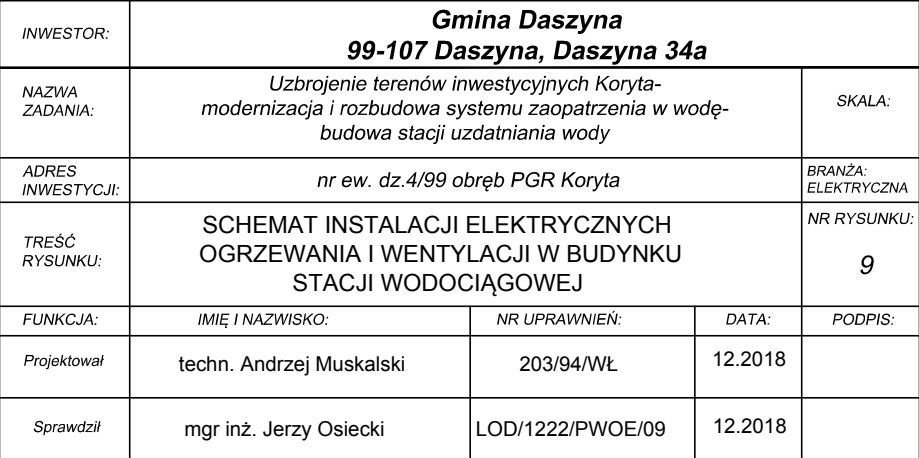 INWESTOR:
Gmina Daszyna
99-107 Daszyna, Daszyna 34a
NAZWA
ZADANIA:
Uzbrojenie terenów inwestycyjnych Koryta-
modernizacja i rozbudowa systemu zaopatrzenia w wodę-
budowa stacji uzdatniania wody
SKALA:
ADRES
INWESTYCJI:
nr ew. dz.4/99 obręb PGR Koryta
BRANŻA:
ELEKTRYCZNA
TREŚĆ
RYSUNKU:
SCHEMAT INSTALACJI ELEKTRYCZNYCH
OGRZEWANIA I WENTYLACJI W BUDYNKU
STACJI WODOCIĄGOWEJ
NR RYSUNKU:
9
FUNKCJA: IMIĘ I NAZWISKO: NR UPRAWNIEŃ: DATA: PODPIS:
Projektował techn. Andrzej Muskalski 203/94/WŁ 12.2018
Sprawdził mgr inż. Jerzy Osiecki LOD/1222/PWOE/09 12.2018